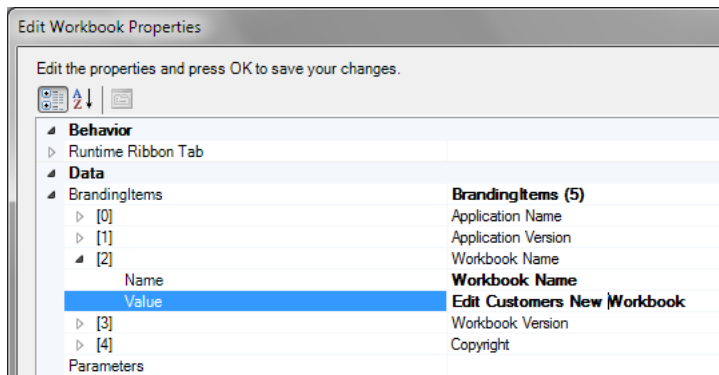 Edit Workbook Properties
Edit the properties and press OK to save your changes.
A
Z
Behavior
Runtime Ribbon Tab
Data
BrandingItems BrandingItems (5)
[0] Application Name
[1] Application Version
[2] Workbook Name
Name Workbook Name
Value Edit Customers New Workbook
[3] Workbook Version
[4] Copyright
Parameters